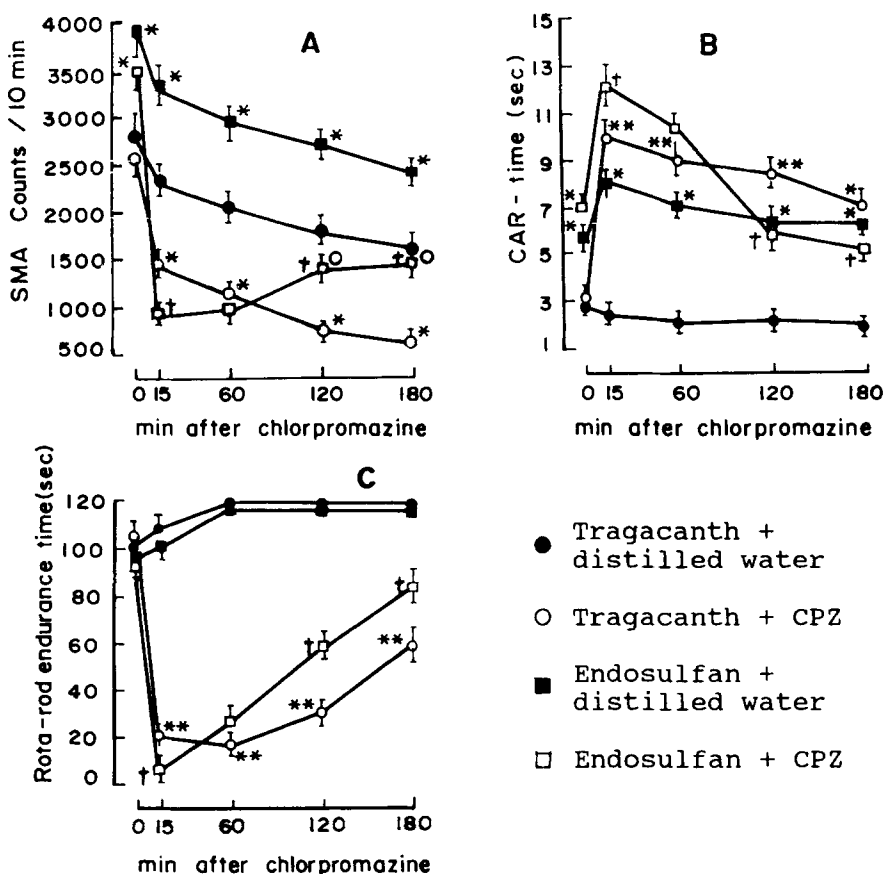 A
SMA Counts / 10 min
4000
3500
3000
2500
2000
1500
1000
500
* * * * * * * * * † † O † O
0 15 60 120 180
min after chlorpromazine
B
CAR - time (sec)
15
13
11
9
7
5
3
1
* * † ** ** ** * * * * * † †
0 15 60 120 180
min after chlorpromazine
C
Rota-rod endurance time(sec)
120
100
80
60
40
20
0
† ** ** ** ** † †
0 15 60 120 180
min after chlorpromazine
Tragacanth +
distilled water
Tragacanth + CPZ
Endosulfan +
distilled water
Endosulfan + CPZ